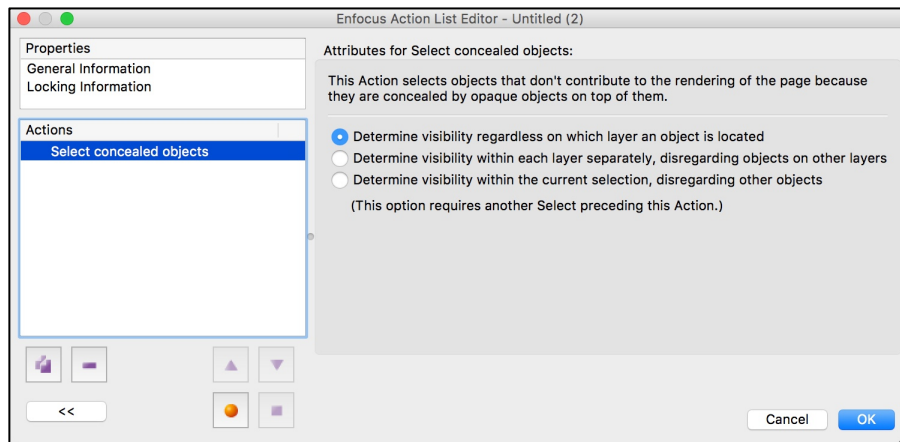 Enfocus Action List Editor - Untitled (2)
Properties
General Information
Locking Information
Actions
Select concealed objects
<<
Attributes for Select concealed objects:
This Action selects objects that don't contribute to the rendering of the page because
they are concealed by opaque objects on top of them.
Determine visibility regardless on which layer an object is located
Determine visibility within each layer separately, disregarding objects on other layers
Determine visibility within the current selection, disregarding other objects
(This option requires another Select preceding this Action.)
Cancel
OK